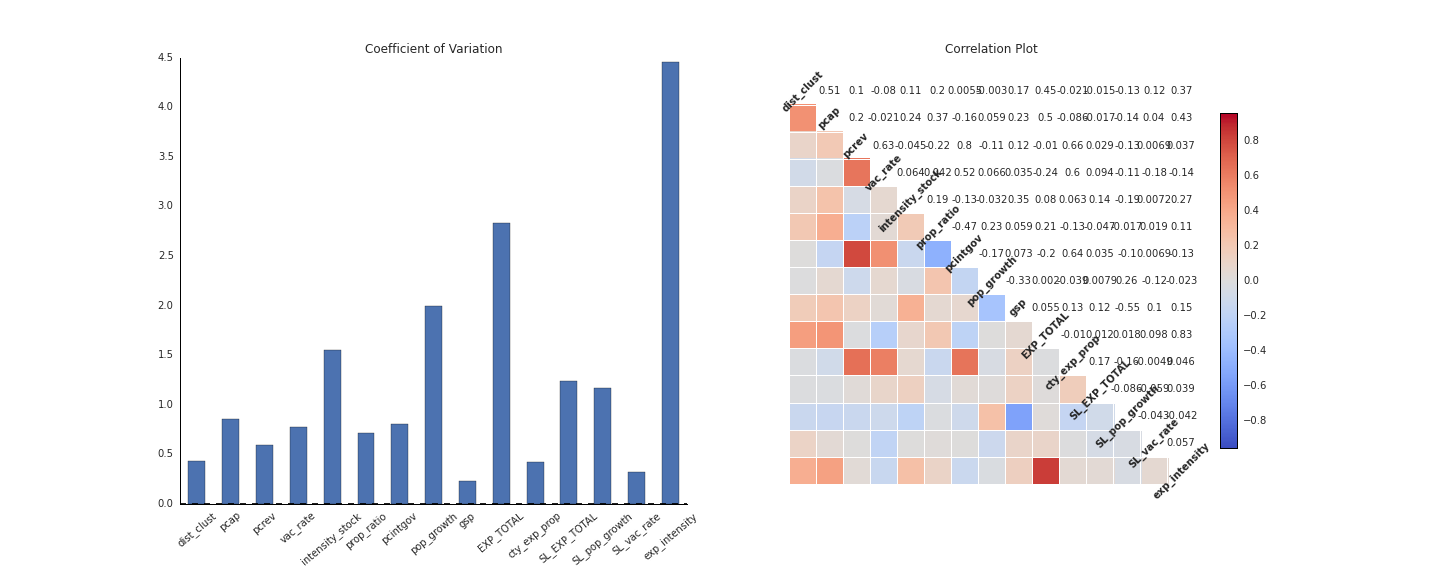 Coefficient of Variation
4.5
4.0
3.5
3.0
2.5
2.0
1.5
1.0
0.5
0.0
dist_clust
pcap
pcrev
vac_rate
intensity_stock
prop_ratio
pcintgov
pop_growth
gsp
EXP_TOTAL
cty_exp_prop
SL_EXP_TOTAL
SL_pop_growth
SL_vac_rate
exp_intensity
Correlation Plot
dist_clust 0.51 0.1 -0.08 0.11 0.2 0.0055 0.003 0.17 0.45 -0.021 -0.015 -0.13 0.12 0.37
pcap 0.2 -0.021 0.24 0.37 -0.16 0.059 0.23 0.5 -0.086 -0.017 -0.14 0.04 0.43
pcrev 0.63 -0.045 -0.22 0.8 -0.11 0.12 -0.01 0.66 0.029 -0.13 0.0069 0.037
vac_rate 0.064 0.042 0.52 0.066 0.035 -0.24 0.6 0.094 -0.11 -0.18 -0.14
intensity_stock 0.19 -0.13 -0.032 0.35 0.08 0.063 0.14 -0.19 0.0072 0.27
prop_ratio -0.47 0.23 0.059 0.21 -0.13 -0.047 0.017 0.019 0.11
pcintgov -0.17 0.073 -0.2 0.64 0.035 -0.1 0.0069 -0.13
pop_growth -0.33 0.002 -0.039 0.0079 0.26 -0.12 -0.023
gsp 0.055 0.13 0.12 -0.55 0.1 0.15
EXP_TOTAL -0.01 0.012 0.018 0.098 0.83
cty_exp_prop 0.17 -0.16 -0.0049 0.046
SL_EXP_TOTAL -0.086 0.059 0.039
SL_pop_growth -0.043 -0.042
SL_vac_rate 0.057
exp_intensity
0.8
0.6
0.4
0.2
0.0
−0.2
−0.4
−0.6
−0.8